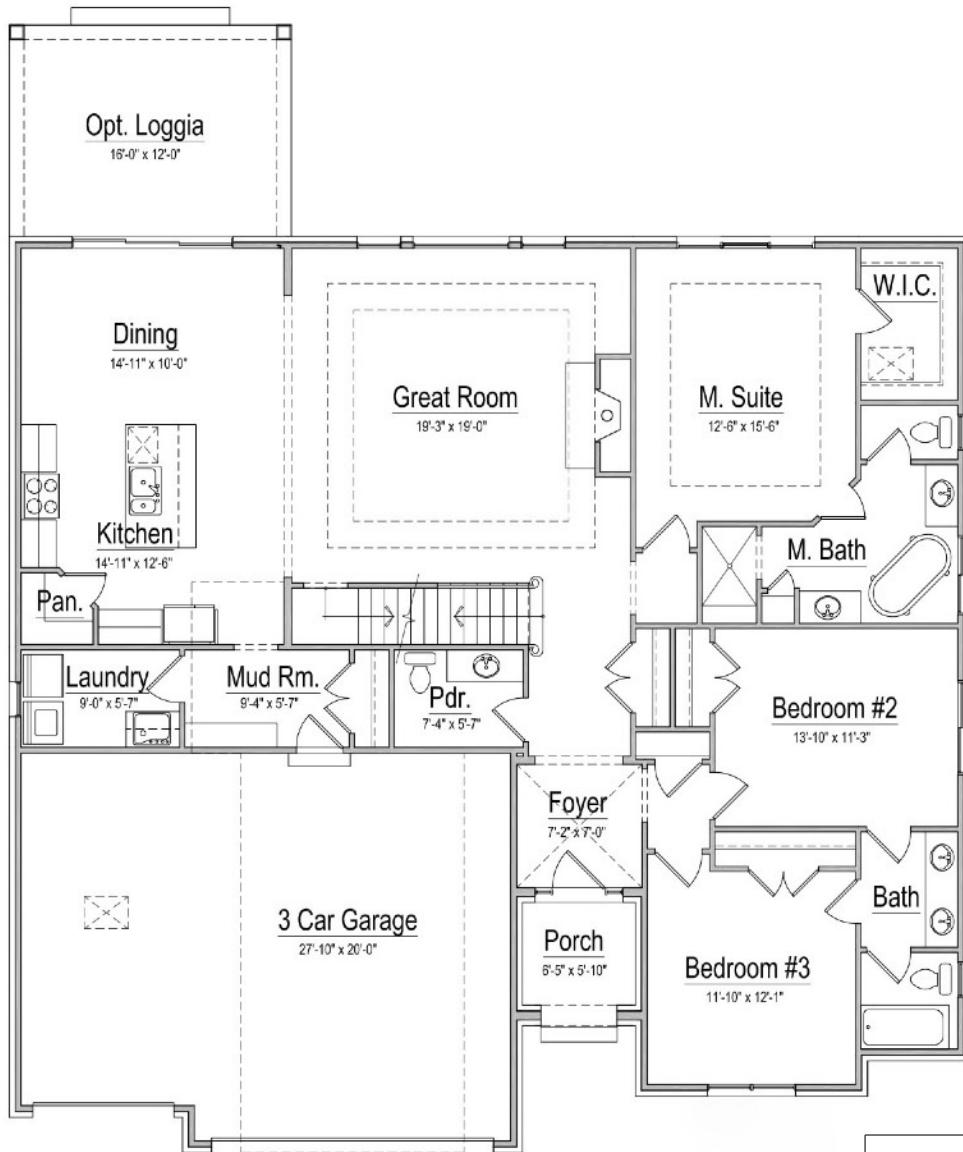 Opt. Loggia
16'-0" x 12'-0"
Dining
14'-11" x 10'-0"
Great Room
19'-3" x 19'-0"
M. Suite
12'-6" x 15'-6"
W.I.C.
Kitchen
14'-11" x 12'-6"
M. Bath
Pan.
Laundry
9'-0" x 5'-7"
Mud Rm.
9'-4" x 5'-7"
Pdr.
7'-4" x 5'-7"
Bedroom #2
13'-10" x 11'-3"
Foyer
7'-2" x 7'-0"
3 Car Garage
27'-10" x 20'-0"
Porch
6'-5" x 5'-10"
Bath
Bedroom #3
11'-10" x 12'-1"